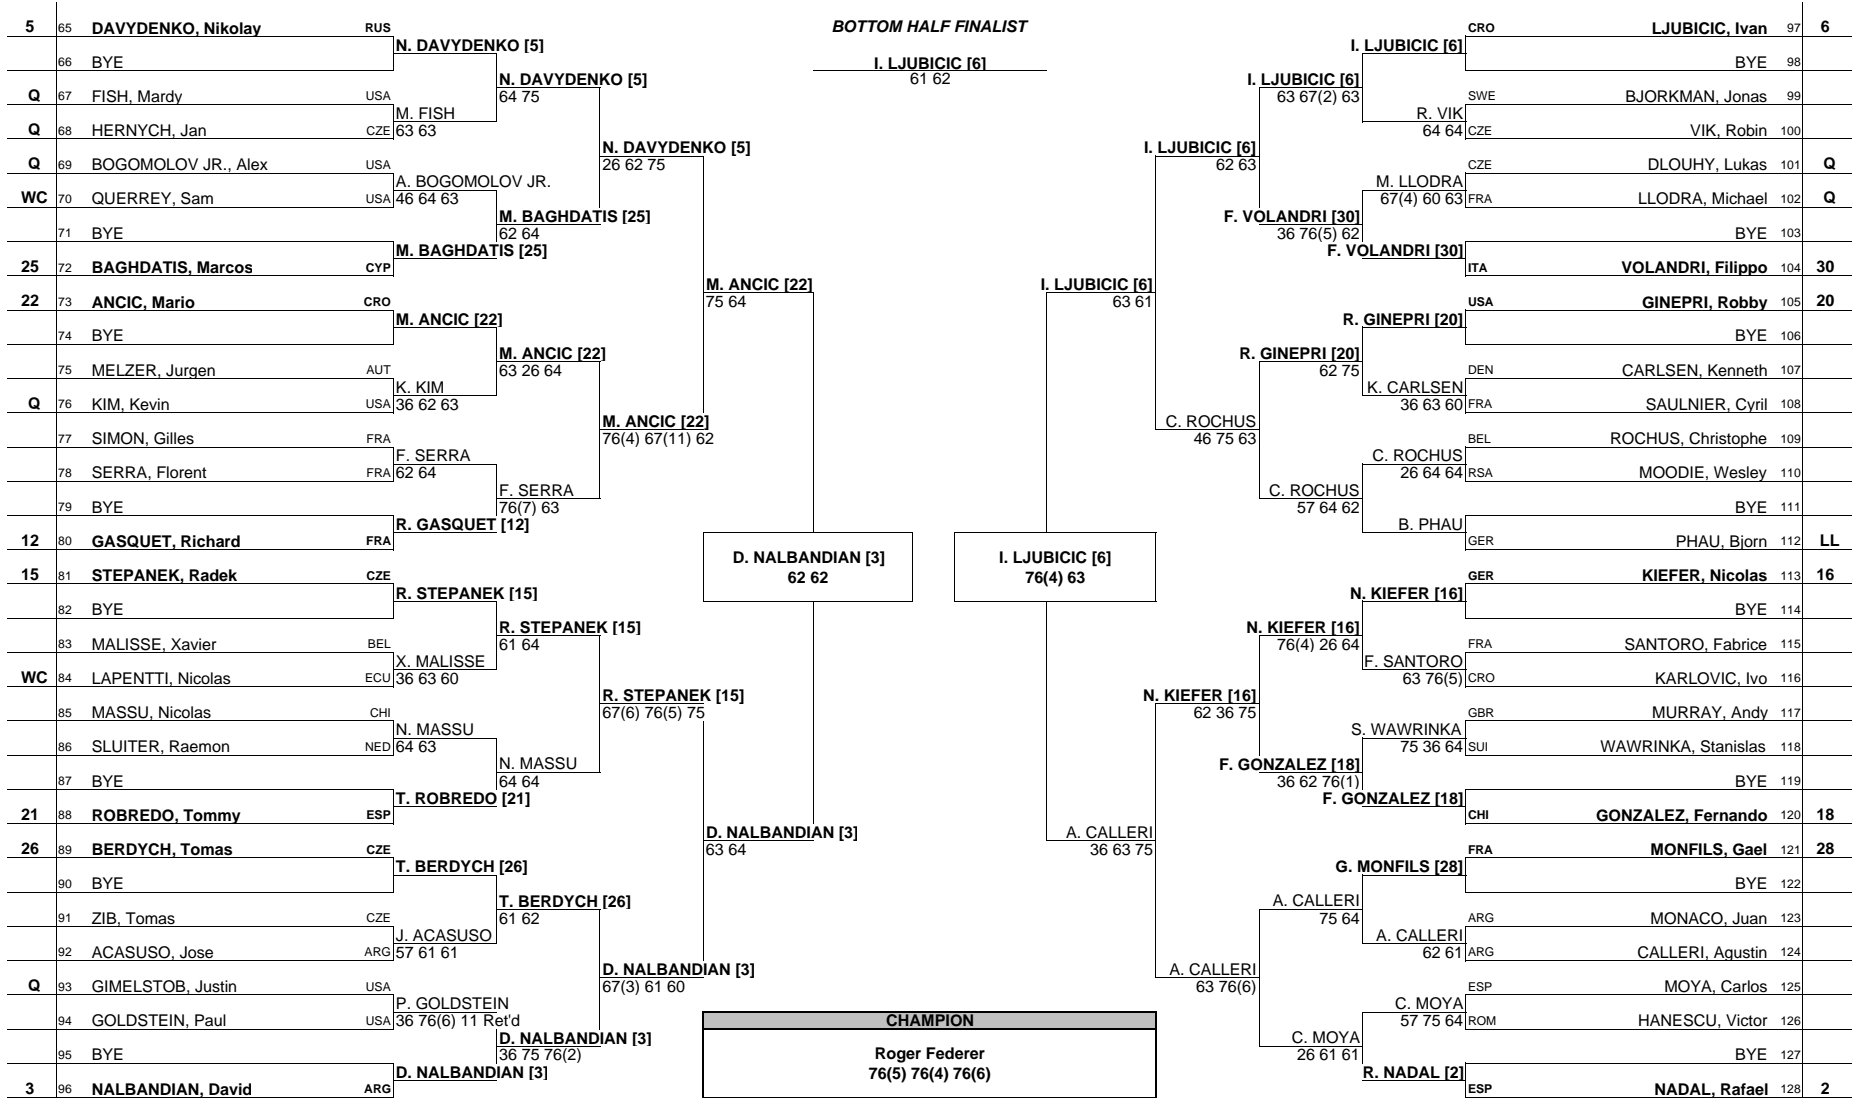 BOTTOM HALF FINALIST
I. LJUBICIC [6]
61 62
5 65 DAVYDENKO, Nikolay RUS
66 BYE
Q 67 FISH, Mardy USA
Q 68 HERNYCH, Jan CZE
Q 69 BOGOMOLOV JR., Alex USA
WC 70 QUERREY, Sam USA
71 BYE
25 72 BAGHDATIS, Marcos CYP
22 73 ANCIC, Mario CRO
74 BYE
75 MELZER, Jurgen AUT
Q 76 KIM, Kevin USA
77 SIMON, Gilles FRA
78 SERRA, Florent FRA
79 BYE
12 80 GASQUET, Richard FRA
15 81 STEPANEK, Radek CZE
82 BYE
83 MALISSE, Xavier BEL
WC 84 LAPENTTI, Nicolas ECU
85 MASSU, Nicolas CHI
86 SLUITER, Raemon NED
87 BYE
21 88 ROBREDO, Tommy ESP
26 89 BERDYCH, Tomas CZE
90 BYE
91 ZIB, Tomas CZE
92 ACASUSO, Jose ARG
Q 93 GIMELSTOB, Justin USA
94 GOLDSTEIN, Paul USA
95 BYE
3 96 NALBANDIAN, David ARG
N. DAVYDENKO [5]
M. FISH
63 63
A. BOGOMOLOV JR.
46 64 63
M. BAGHDATIS [25]
M. ANCIC [22]
K. KIM
36 62 63
F. SERRA
62 64
R. GASQUET [12]
R. STEPANEK [15]
X. MALISSE
36 63 60
N. MASSU
64 63
T. ROBREDO [21]
T. BERDYCH [26]
J. ACASUSO
57 61 61
P. GOLDSTEIN
36 76(6) 11 Ret'd
D. NALBANDIAN [3]
N. DAVYDENKO [5]
64 75
M. BAGHDATIS [25]
62 64
M. ANCIC [22]
63 26 64
F. SERRA
76(7) 63
R. STEPANEK [15]
61 64
N. MASSU
64 64
T. BERDYCH [26]
61 62
D. NALBANDIAN [3]
36 75 76(2)
N. DAVYDENKO [5]
26 62 75
M. ANCIC [22]
76(4) 67(11) 62
R. STEPANEK [15]
67(6) 76(5) 75
D. NALBANDIAN [3]
67(3) 61 60
M. ANCIC [22]
75 64
D. NALBANDIAN [3]
63 64
D. NALBANDIAN [3]
62 62
I. LJUBICIC [6]
76(4) 63
I. LJUBICIC [6]
63 61
A. CALLERI
36 63 75
I. LJUBICIC [6]
62 63
C. ROCHUS
46 75 63
N. KIEFER [16]
62 36 75
A. CALLERI
63 76(6)
I. LJUBICIC [6]
63 67(2) 63
F. VOLANDRI [30]
36 76(5) 62
R. GINEPRI [20]
62 75
C. ROCHUS
57 64 62
N. KIEFER [16]
76(4) 26 64
F. GONZALEZ [18]
36 62 76(1)
A. CALLERI
75 64
C. MOYA
26 61 61
I. LJUBICIC [6]
R. VIK
64 64
M. LLODRA
67(4) 60 63
F. VOLANDRI [30]
R. GINEPRI [20]
K. CARLSEN
36 63 60
C. ROCHUS
26 64 64
B. PHAU
N. KIEFER [16]
F. SANTORO
63 76(5)
S. WAWRINKA
75 36 64
F. GONZALEZ [18]
G. MONFILS [28]
A. CALLERI
62 61
C. MOYA
57 75 64
R. NADAL [2]
CRO LJUBICIC, Ivan 97 6
BYE 98
SWE BJORKMAN, Jonas 99
CZE VIK, Robin 100
CZE DLOUHY, Lukas 101 Q
FRA LLODRA, Michael 102 Q
BYE 103
ITA VOLANDRI, Filippo 104 30
USA GINEPRI, Robby 105 20
BYE 106
DEN CARLSEN, Kenneth 107
FRA SAULNIER, Cyril 108
BEL ROCHUS, Christophe 109
RSA MOODIE, Wesley 110
BYE 111
GER PHAU, Bjorn 112 LL
GER KIEFER, Nicolas 113 16
BYE 114
FRA SANTORO, Fabrice 115
CRO KARLOVIC, Ivo 116
GBR MURRAY, Andy 117
SUI WAWRINKA, Stanislas 118
BYE 119
CHI GONZALEZ, Fernando 120 18
FRA MONFILS, Gael 121 28
BYE 122
ARG MONACO, Juan 123
ARG CALLERI, Agustin 124
ESP MOYA, Carlos 125
ROM HANESCU, Victor 126
BYE 127
ESP NADAL, Rafael 128 2
CHAMPION
Roger Federer
76(5) 76(4) 76(6)